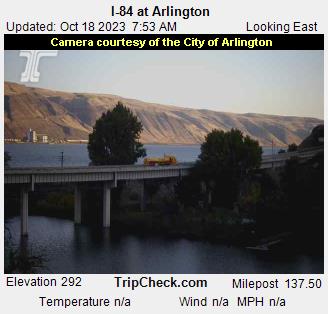 I-84 at Arlington
Updated: Oct 18 2023 7:53 AM Looking East
Camera courtesy of the City of Arlington
Elevation 292 TripCheck.com Milepost 137.50
Temperature n/a Wind n/a MPH n/a